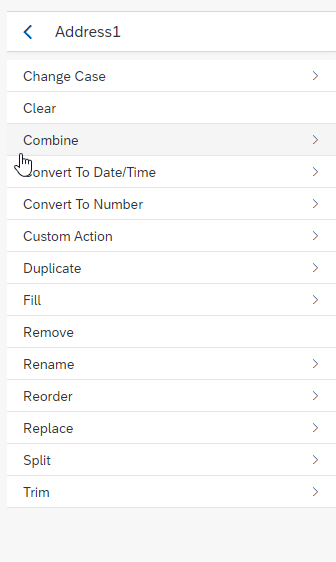 Address1
Change Case
Clear
Combine
Convert To Date/Time
Convert To Number
Custom Action
Duplicate
Fill
Remove
Rename
Reorder
Replace
Split
Trim